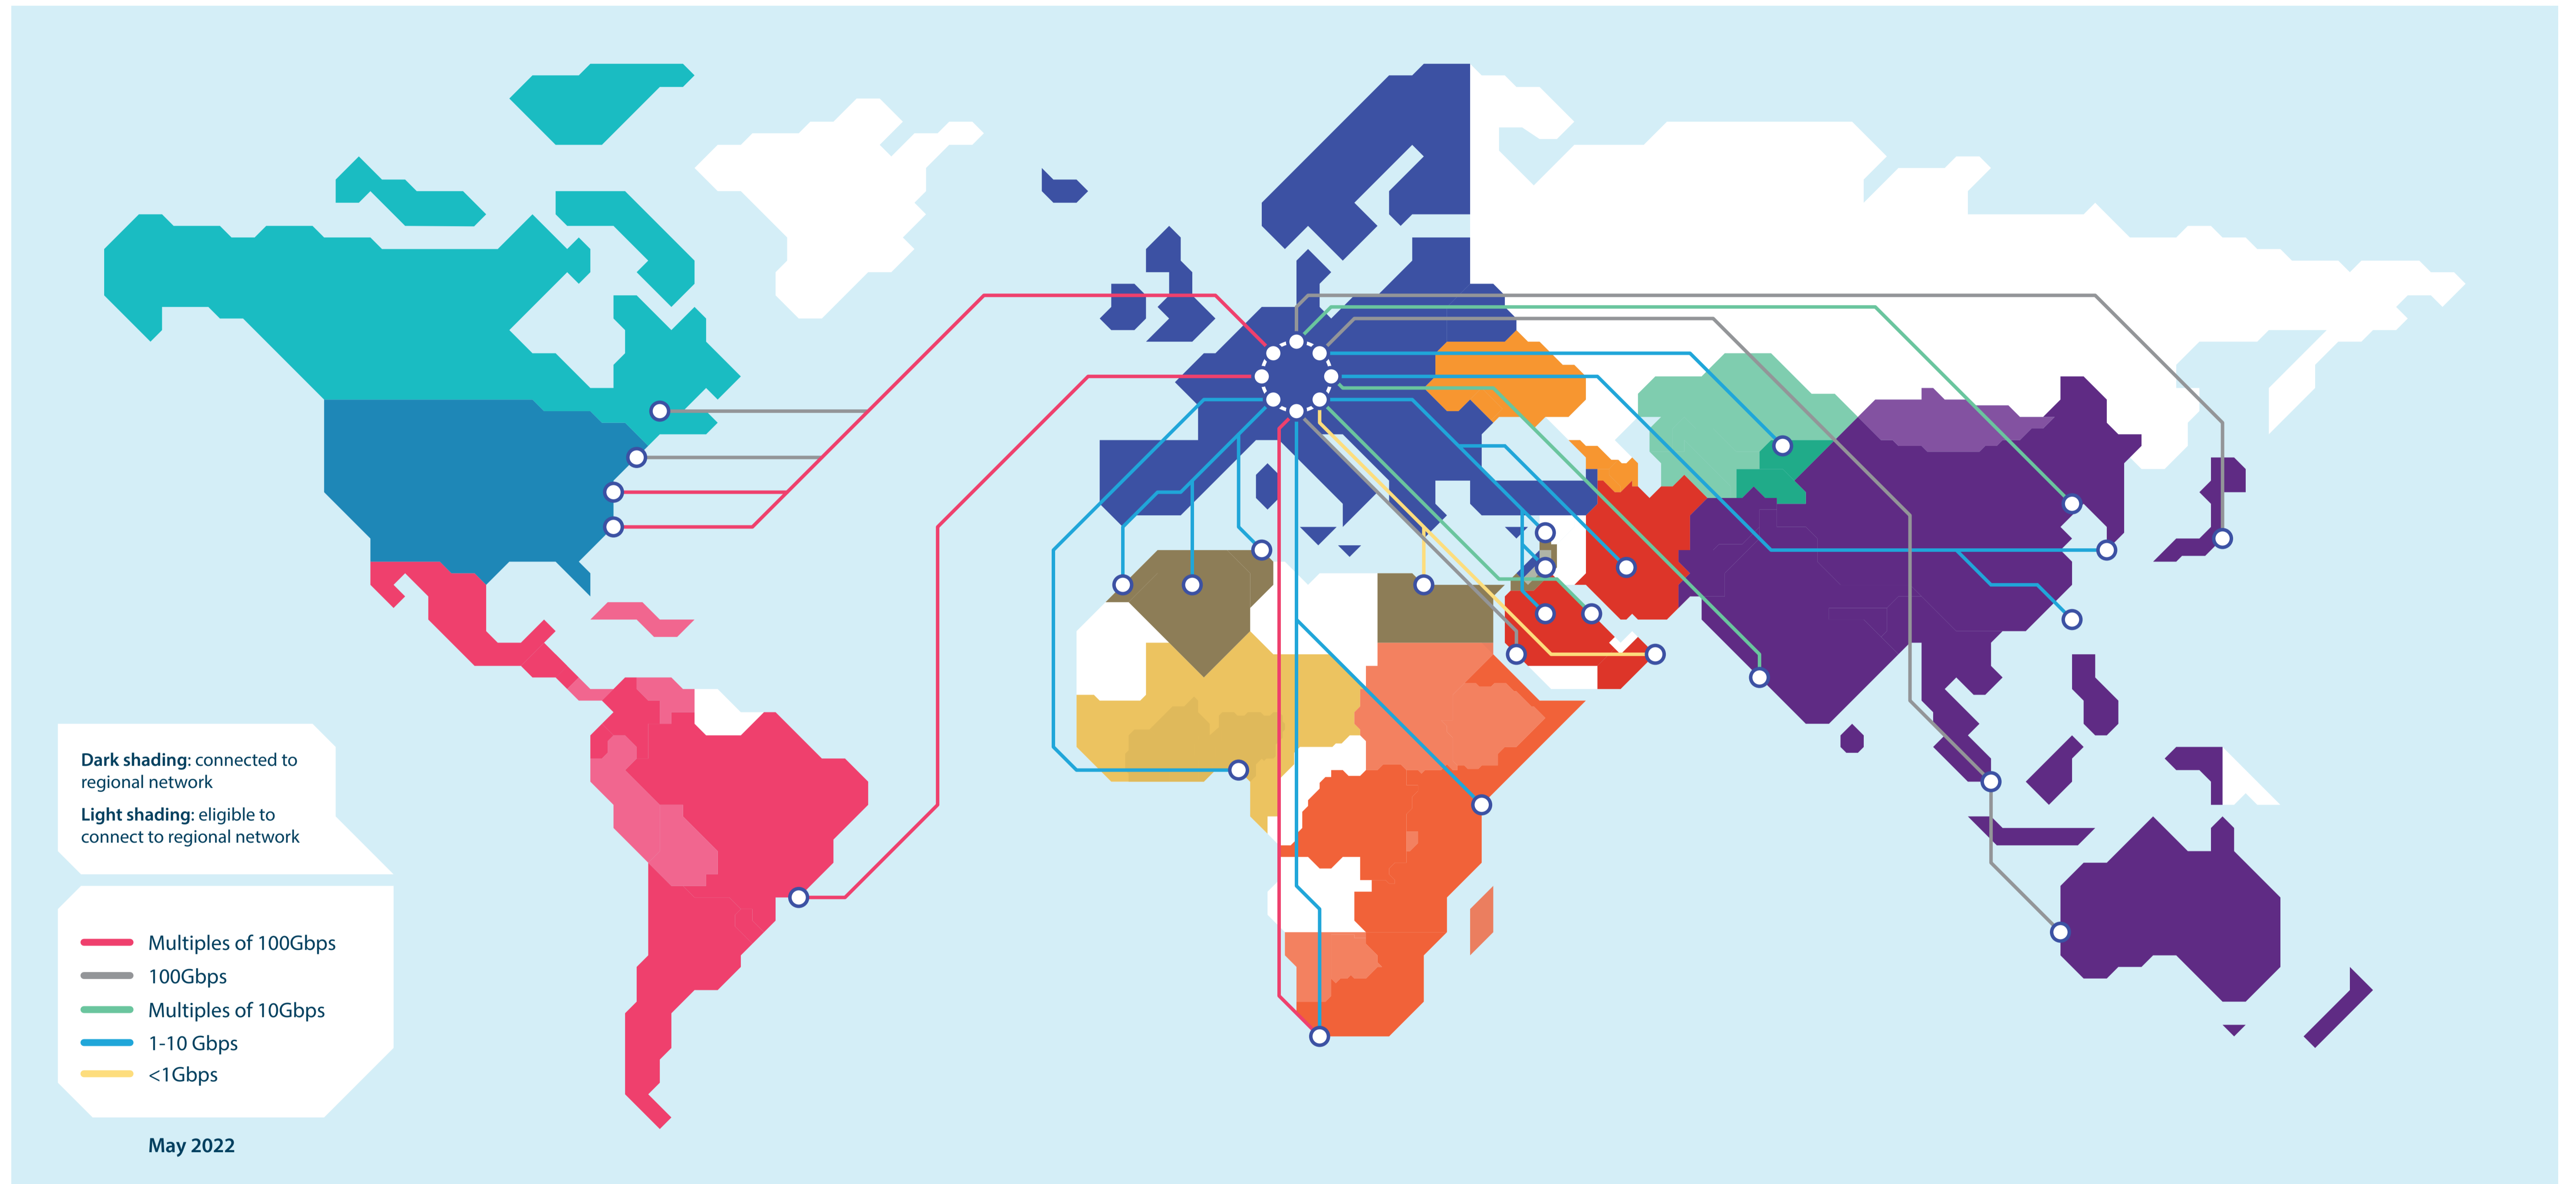 Dark shading: connected to
regional network
Light shading: eligible to
connect to regional network
Multiples of 100Gbps
100Gbps
Multiples of 10Gbps
1-10 Gbps
<1Gbps
May 2022